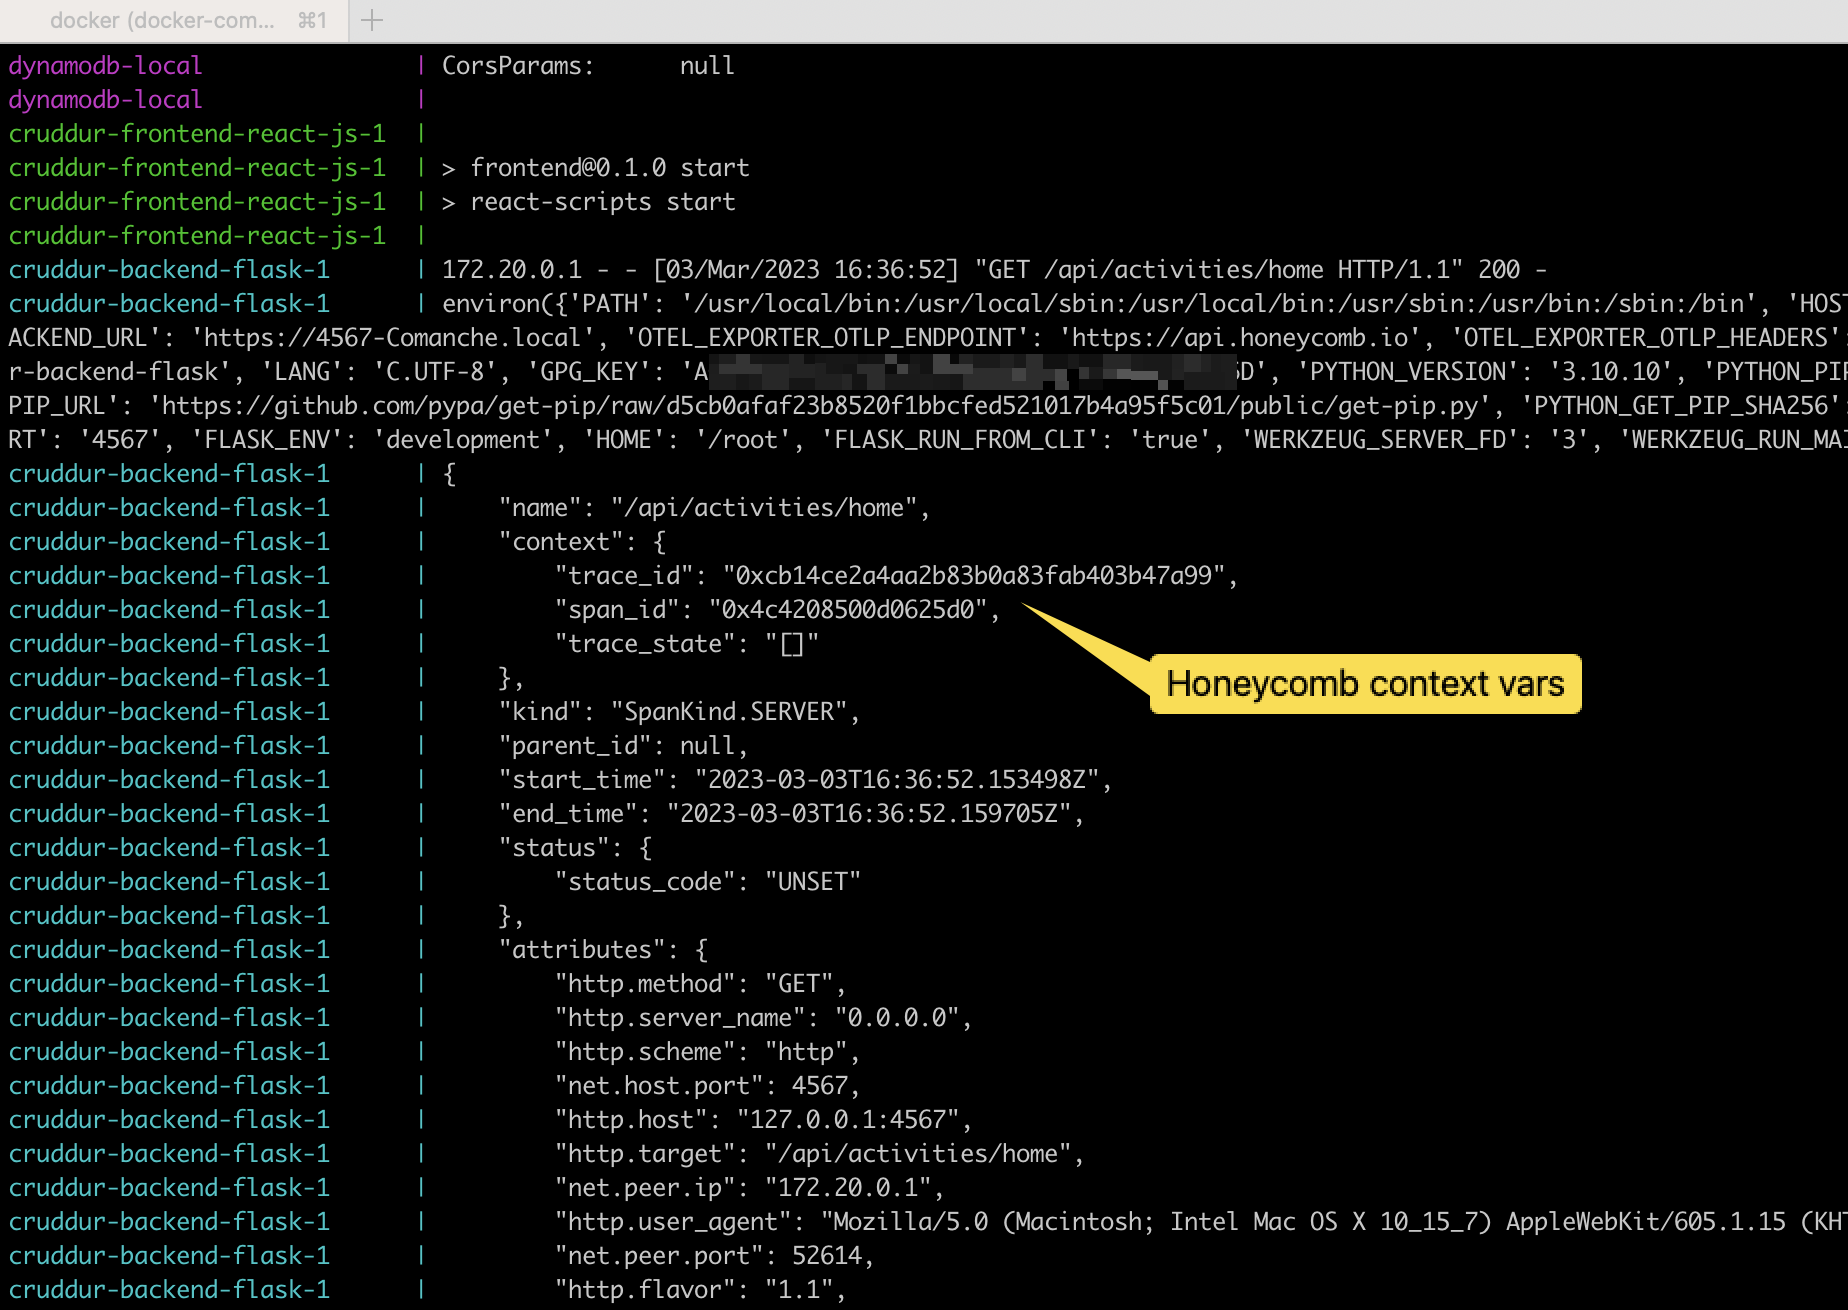 docker (docker-com... ⌘1 +
dynamodb-local | CorsParams: null
dynamodb-local |
cruddur-frontend-react-js-1 |
cruddur-frontend-react-js-1 | > frontend@0.1.0 start
cruddur-frontend-react-js-1 | > react-scripts start
cruddur-frontend-react-js-1 |
cruddur-backend-flask-1 | 172.20.0.1 - - [03/Mar/2023 16:36:52] "GET /api/activities/home HTTP/1.1" 200 -
cruddur-backend-flask-1 | environ({'PATH': '/usr/local/bin:/usr/local/sbin:/usr/local/bin:/usr/sbin:/usr/bin:/sbin:/bin', 'HOST
ACKEND_URL': 'https://4567-Comanche.local', 'OTEL_EXPORTER_OTLP_ENDPOINT': 'https://api.honeycomb.io', 'OTEL_EXPORTER_OTLP_HEADERS':
r-backend-flask', 'LANG': 'C.UTF-8', 'GPG_KEY': 'A 6D', 'PYTHON_VERSION': '3.10.10', 'PYTHON_PIP
PIP_URL': 'https://github.com/pypa/get-pip/raw/d5cb0afaf23b8520f1bbcfed521017b4a95f5c01/public/get-pip.py', 'PYTHON_GET_PIP_SHA256':
RT': '4567', 'FLASK_ENV': 'development', 'HOME': '/root', 'FLASK_RUN_FROM_CLI': 'true', 'WERKZEUG_SERVER_FD': '3', 'WERKZEUG_RUN_MAI
cruddur-backend-flask-1 | {
cruddur-backend-flask-1 | "name": "/api/activities/home",
cruddur-backend-flask-1 | "context": {
cruddur-backend-flask-1 | "trace_id": "0xcb14ce2a4aa2b83b0a83fab403b47a99",
cruddur-backend-flask-1 | "span_id": "0x4c4208500d0625d0",
cruddur-backend-flask-1 | "trace_state": "[]"
cruddur-backend-flask-1 | },
Honeycomb context vars
cruddur-backend-flask-1 | "kind": "SpanKind.SERVER",
cruddur-backend-flask-1 | "parent_id": null,
cruddur-backend-flask-1 | "start_time": "2023-03-03T16:36:52.153498Z",
cruddur-backend-flask-1 | "end_time": "2023-03-03T16:36:52.159705Z",
cruddur-backend-flask-1 | "status": {
cruddur-backend-flask-1 | "status_code": "UNSET"
cruddur-backend-flask-1 | },
cruddur-backend-flask-1 | "attributes": {
cruddur-backend-flask-1 | "http.method": "GET",
cruddur-backend-flask-1 | "http.server_name": "0.0.0.0",
cruddur-backend-flask-1 | "http.scheme": "http",
cruddur-backend-flask-1 | "net.host.port": 4567,
cruddur-backend-flask-1 | "http.host": "127.0.0.1:4567",
cruddur-backend-flask-1 | "http.target": "/api/activities/home",
cruddur-backend-flask-1 | "net.peer.ip": "172.20.0.1",
cruddur-backend-flask-1 | "http.user_agent": "Mozilla/5.0 (Macintosh; Intel Mac OS X 10_15_7) AppleWebKit/605.1.15 (KHT
cruddur-backend-flask-1 | "net.peer.port": 52614,
cruddur-backend-flask-1 | "http.flavor": "1.1",